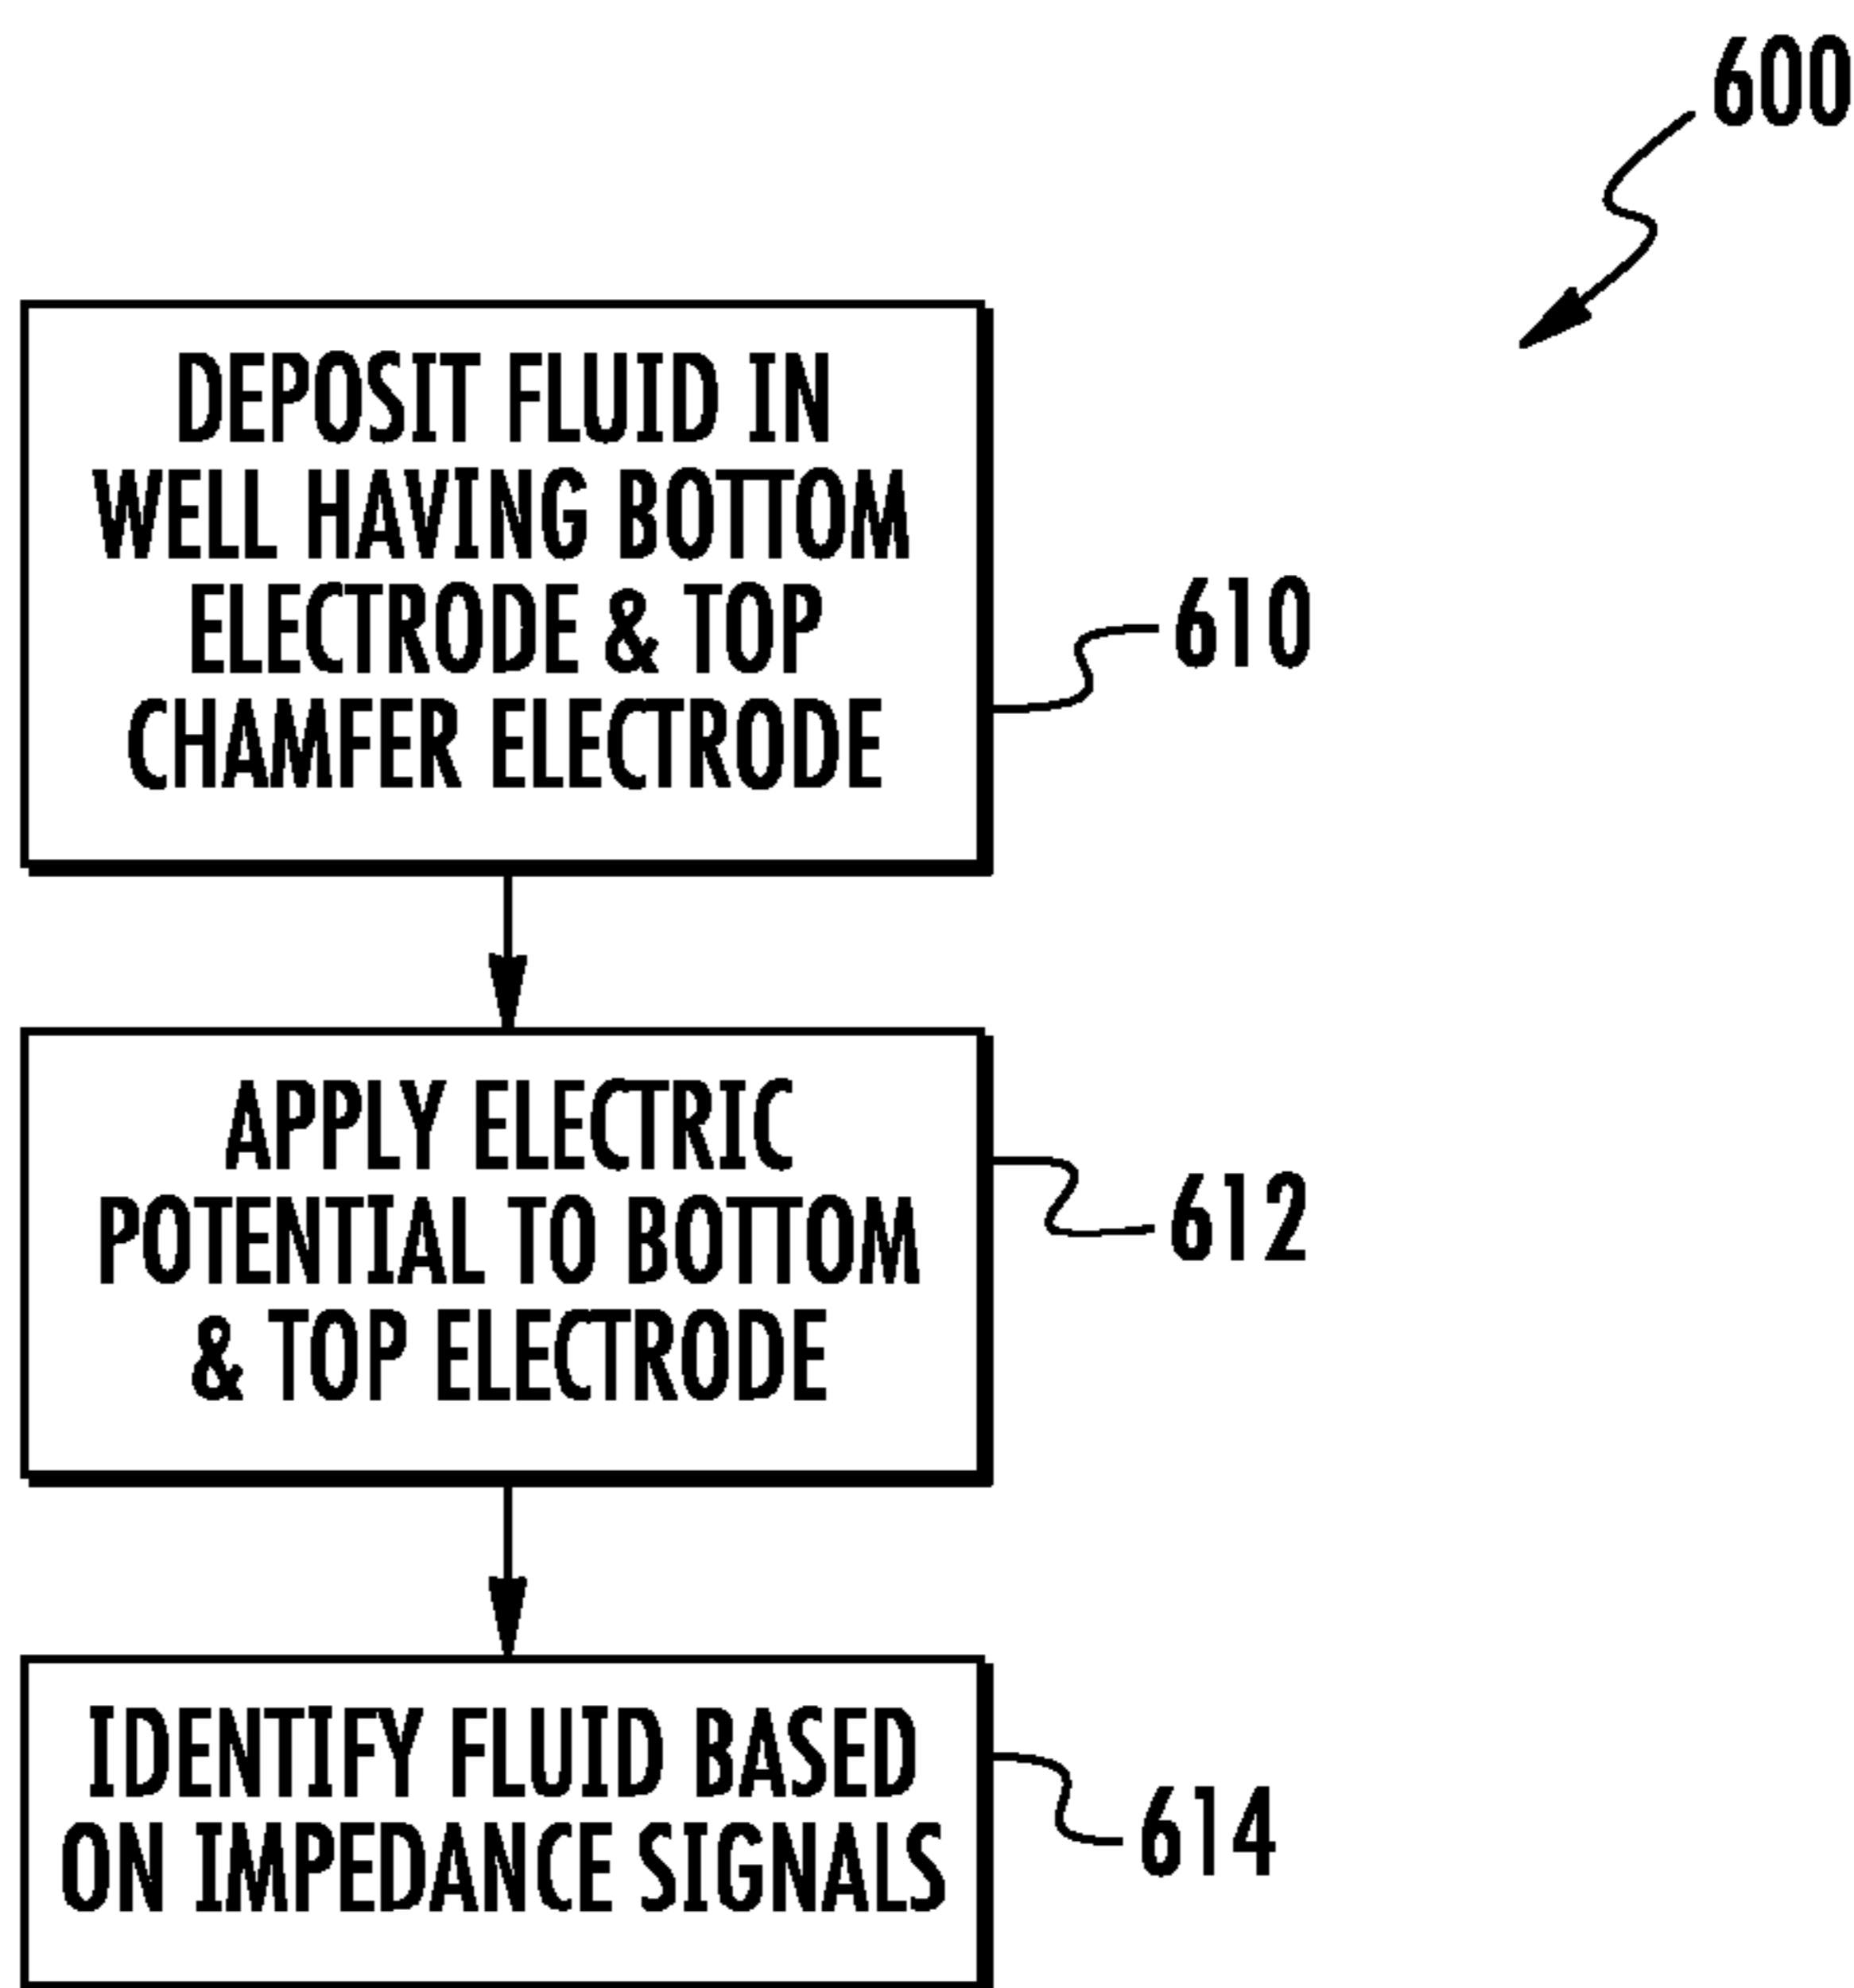 600
DEPOSIT FLUID IN
WELL HAVING BOTTOM
ELECTRODE & TOP
CHAMFER ELECTRODE
610
APPLY ELECTRIC
POTENTIAL TO BOTTOM
& TOP ELECTRODE
612
IDENTIFY FLUID BASED
ON IMPEDANCE SIGNALS
614